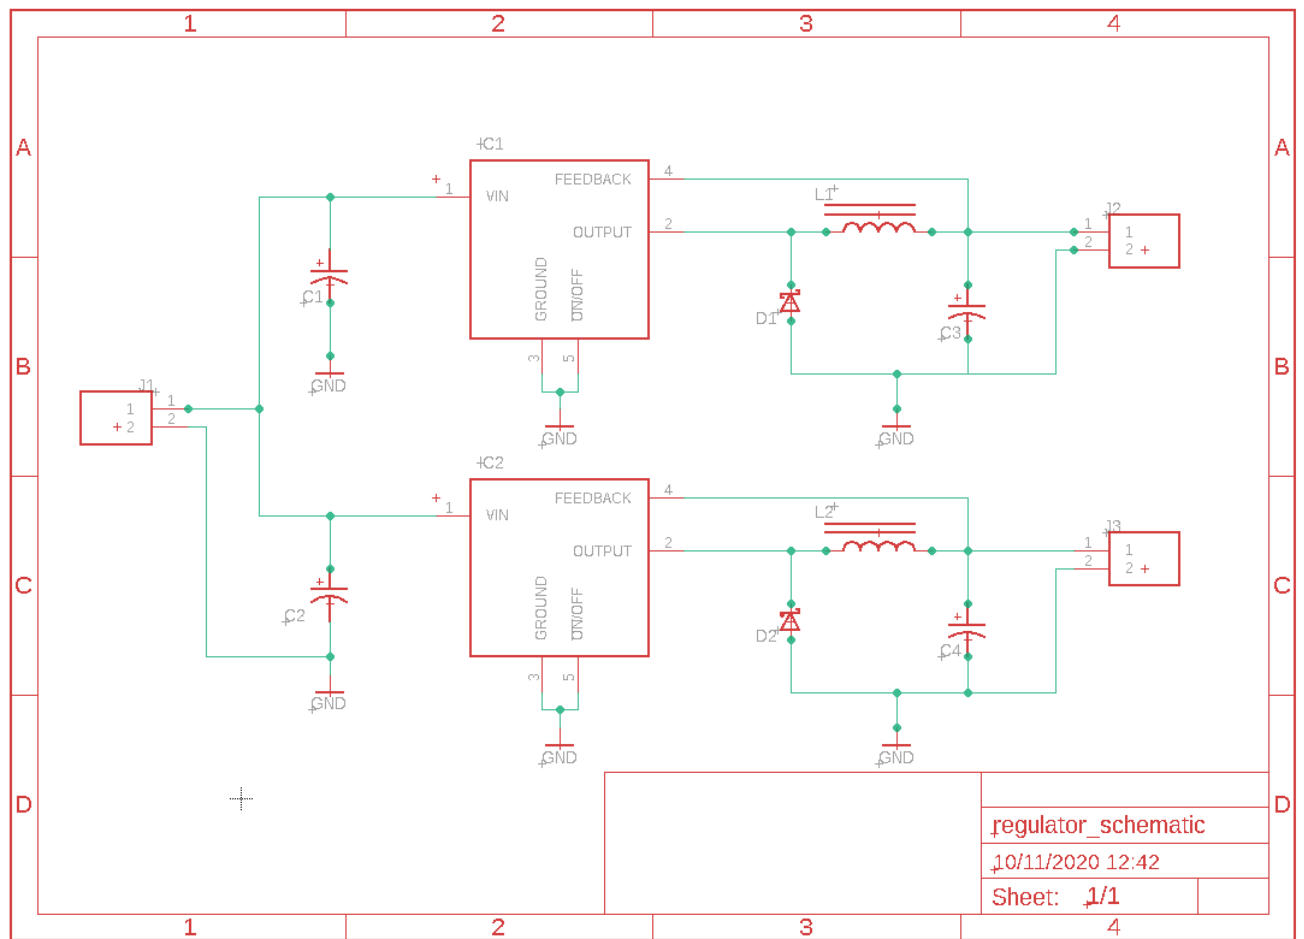 1 2 3 4
A A
IC1
4
FEEDBACK
1
VIN
L1
J2
2
OUTPUT
1
1
2
2
GROUND
ON/OFF
C1
D1
C3
3
5
B B
GND
J1
1
1
2
2
GND
GND
IC2
4
FEEDBACK
1
VIN
L2
J3
2
OUTPUT
1
1
2
2
GROUND
ON/OFF
C C
C2
D2
C4
3
5
GND
GND
GND
D D
regulator_schematic
10/11/2020 12:42
Sheet: 1/1
1 2 3 4